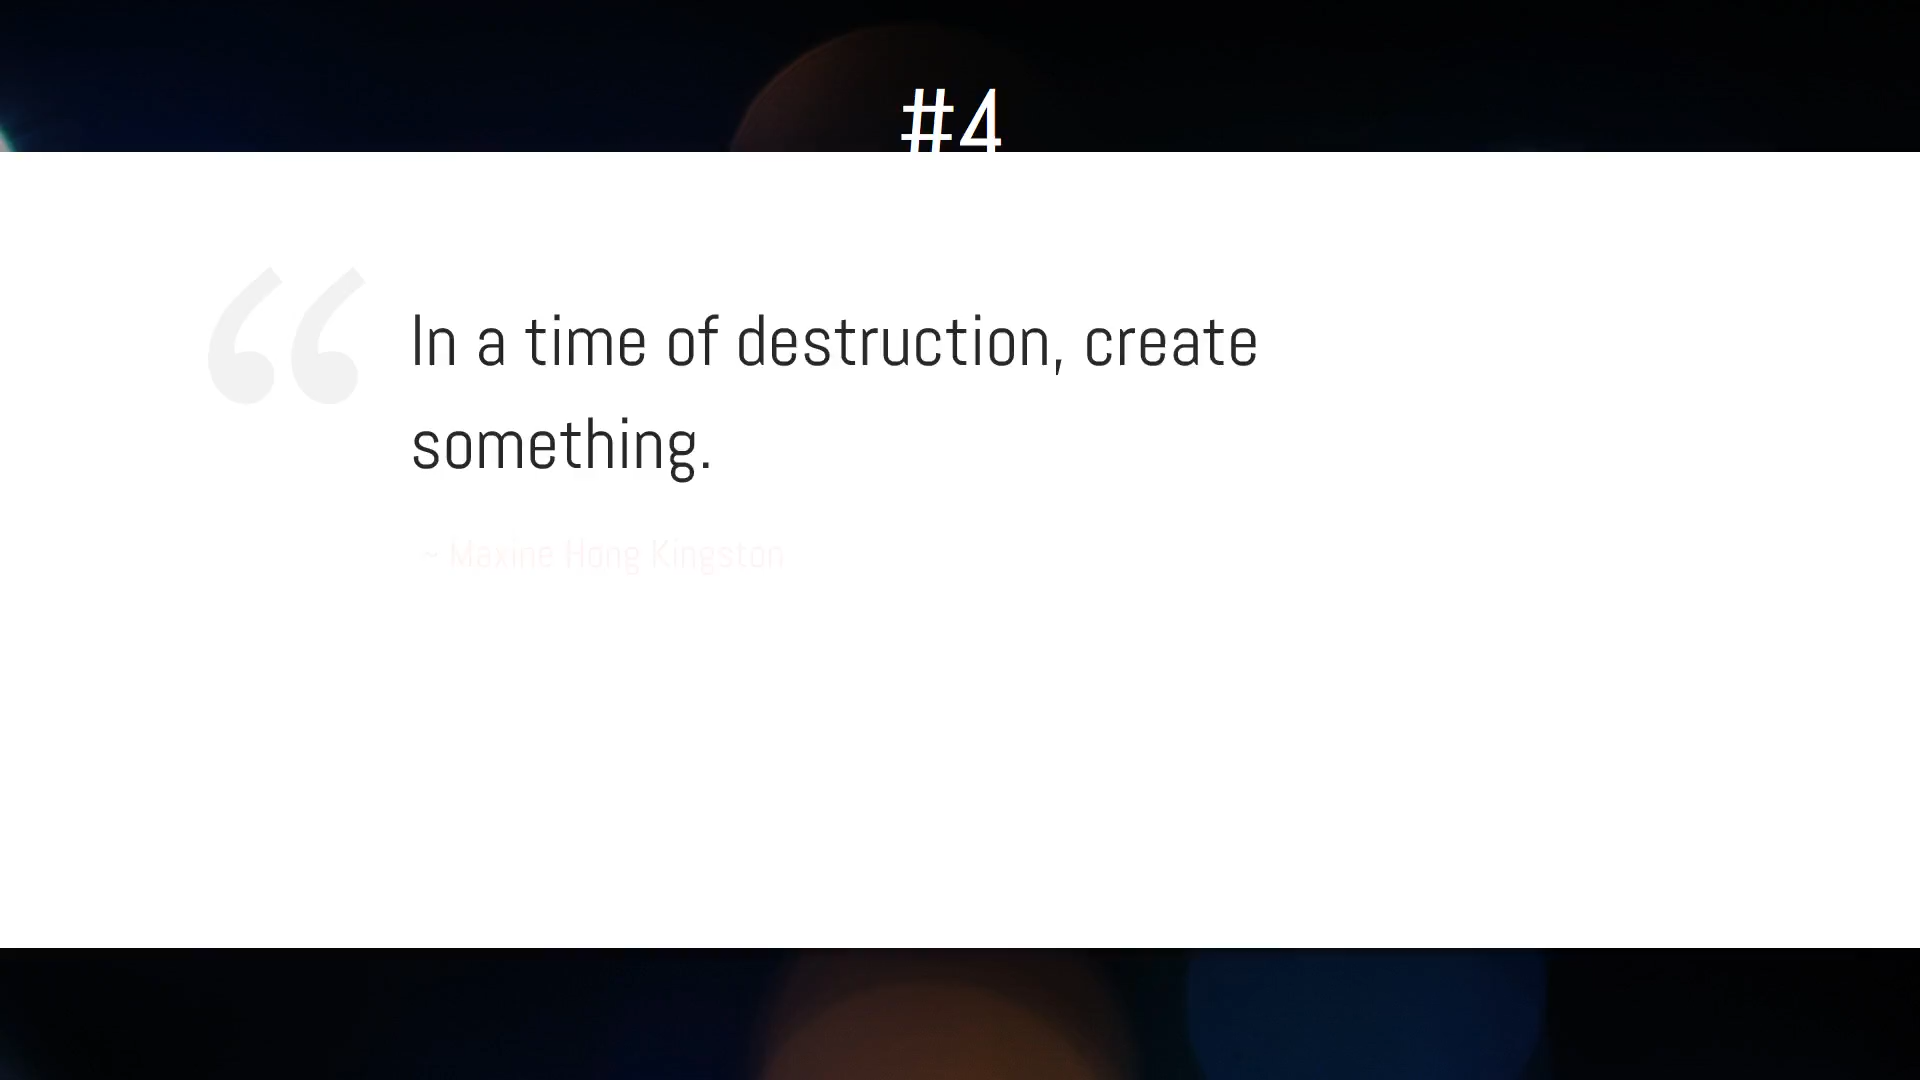 #4
“
In a time of destruction, create
something.
~ Maxine Hong Kingston